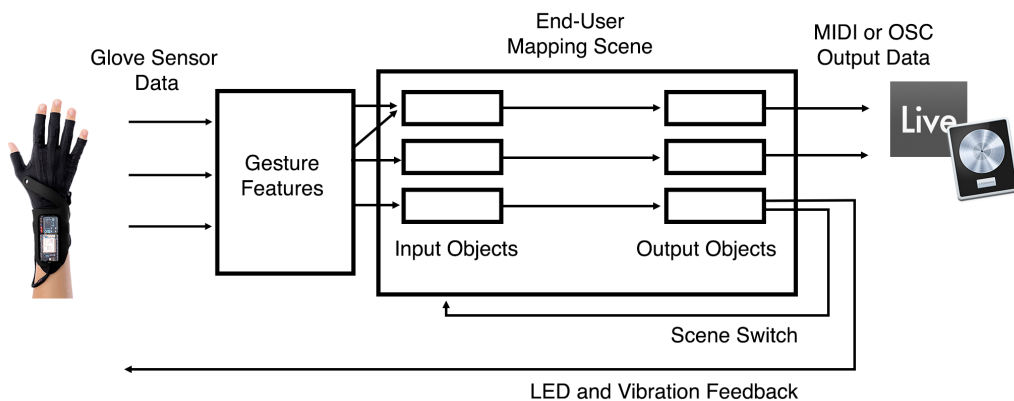 End-User
Mapping Scene
MIDI or OSC
Output Data
Glove Sensor
Data
Live
Gesture
Features
Input Objects
Output Objects
Scene Switch
LED and Vibration Feedback